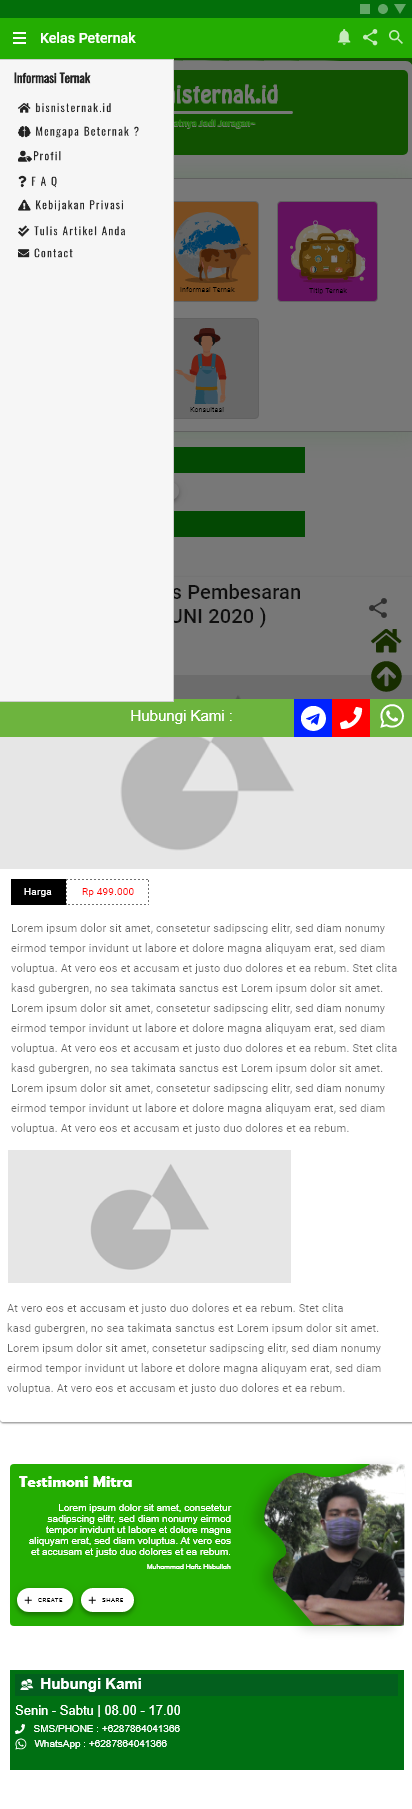 Kelas Peternak
Informasi Ternak
bisnisternak.id
Mengapa Beternak ?
Profil
F A Q
Kebijakan Privasi
Tulis Artikel Anda
Contact
isternak.id
atnya Jadi Juragan~
Informasi Ternak
Titip Ternak
Konsultasi
s Pembesaran
UNI 2020 )
Hubungi Kami :
Harga
Rp 499.000
Lorem ipsum dolor sit amet, consetetur sadipscing elitr, sed diam nonumy
eirmod tempor invidunt ut labore et dolore magna aliquyam erat, sed diam
voluptua. At vero eos et accusam et justo duo dolores et ea rebum. Stet clita
kasd gubergren, no sea takimata sanctus est Lorem ipsum dolor sit amet.
Lorem ipsum dolor sit amet, consetetur sadipscing elitr, sed diam nonumy
eirmod tempor invidunt ut labore et dolore magna aliquyam erat, sed diam
voluptua. At vero eos et accusam et justo duo dolores et ea rebum. Stet clita
kasd gubergren, no sea takimata sanctus est Lorem ipsum dolor sit amet.
Lorem ipsum dolor sit amet, consetetur sadipscing elitr, sed diam nonumy
eirmod tempor invidunt ut labore et dolore magna aliquyam erat, sed diam
voluptua. At vero eos et accusam et justo duo dolores et ea rebum.
At vero eos et accusam et justo duo dolores et ea rebum. Stet clita
kasd gubergren, no sea takimata sanctus est Lorem ipsum dolor sit amet.
Lorem ipsum dolor sit amet, consetetur sadipscing elitr, sed diam nonumy
eirmod tempor invidunt ut labore et dolore magna aliquyam erat, sed diam
voluptua. At vero eos et accusam et justo duo dolores et ea rebum.
Testimoni Mitra
Lorem ipsum dolor sit amet, consetetur
sadipscing elitr, sed diam nonumy eirmod
tempor invidunt ut labore et dolore magna
aliquyam erat, sed diam voluptua. At vero eos
et accusam et justo duo dolores et ea rebum.
Muhammad Hafiz Hisbullah
CREATE
SHARE
Hubungi Kami
Senin - Sabtu | 08.00 - 17.00
SMS/PHONE : +6287864041366
WhatsApp : +6287864041366